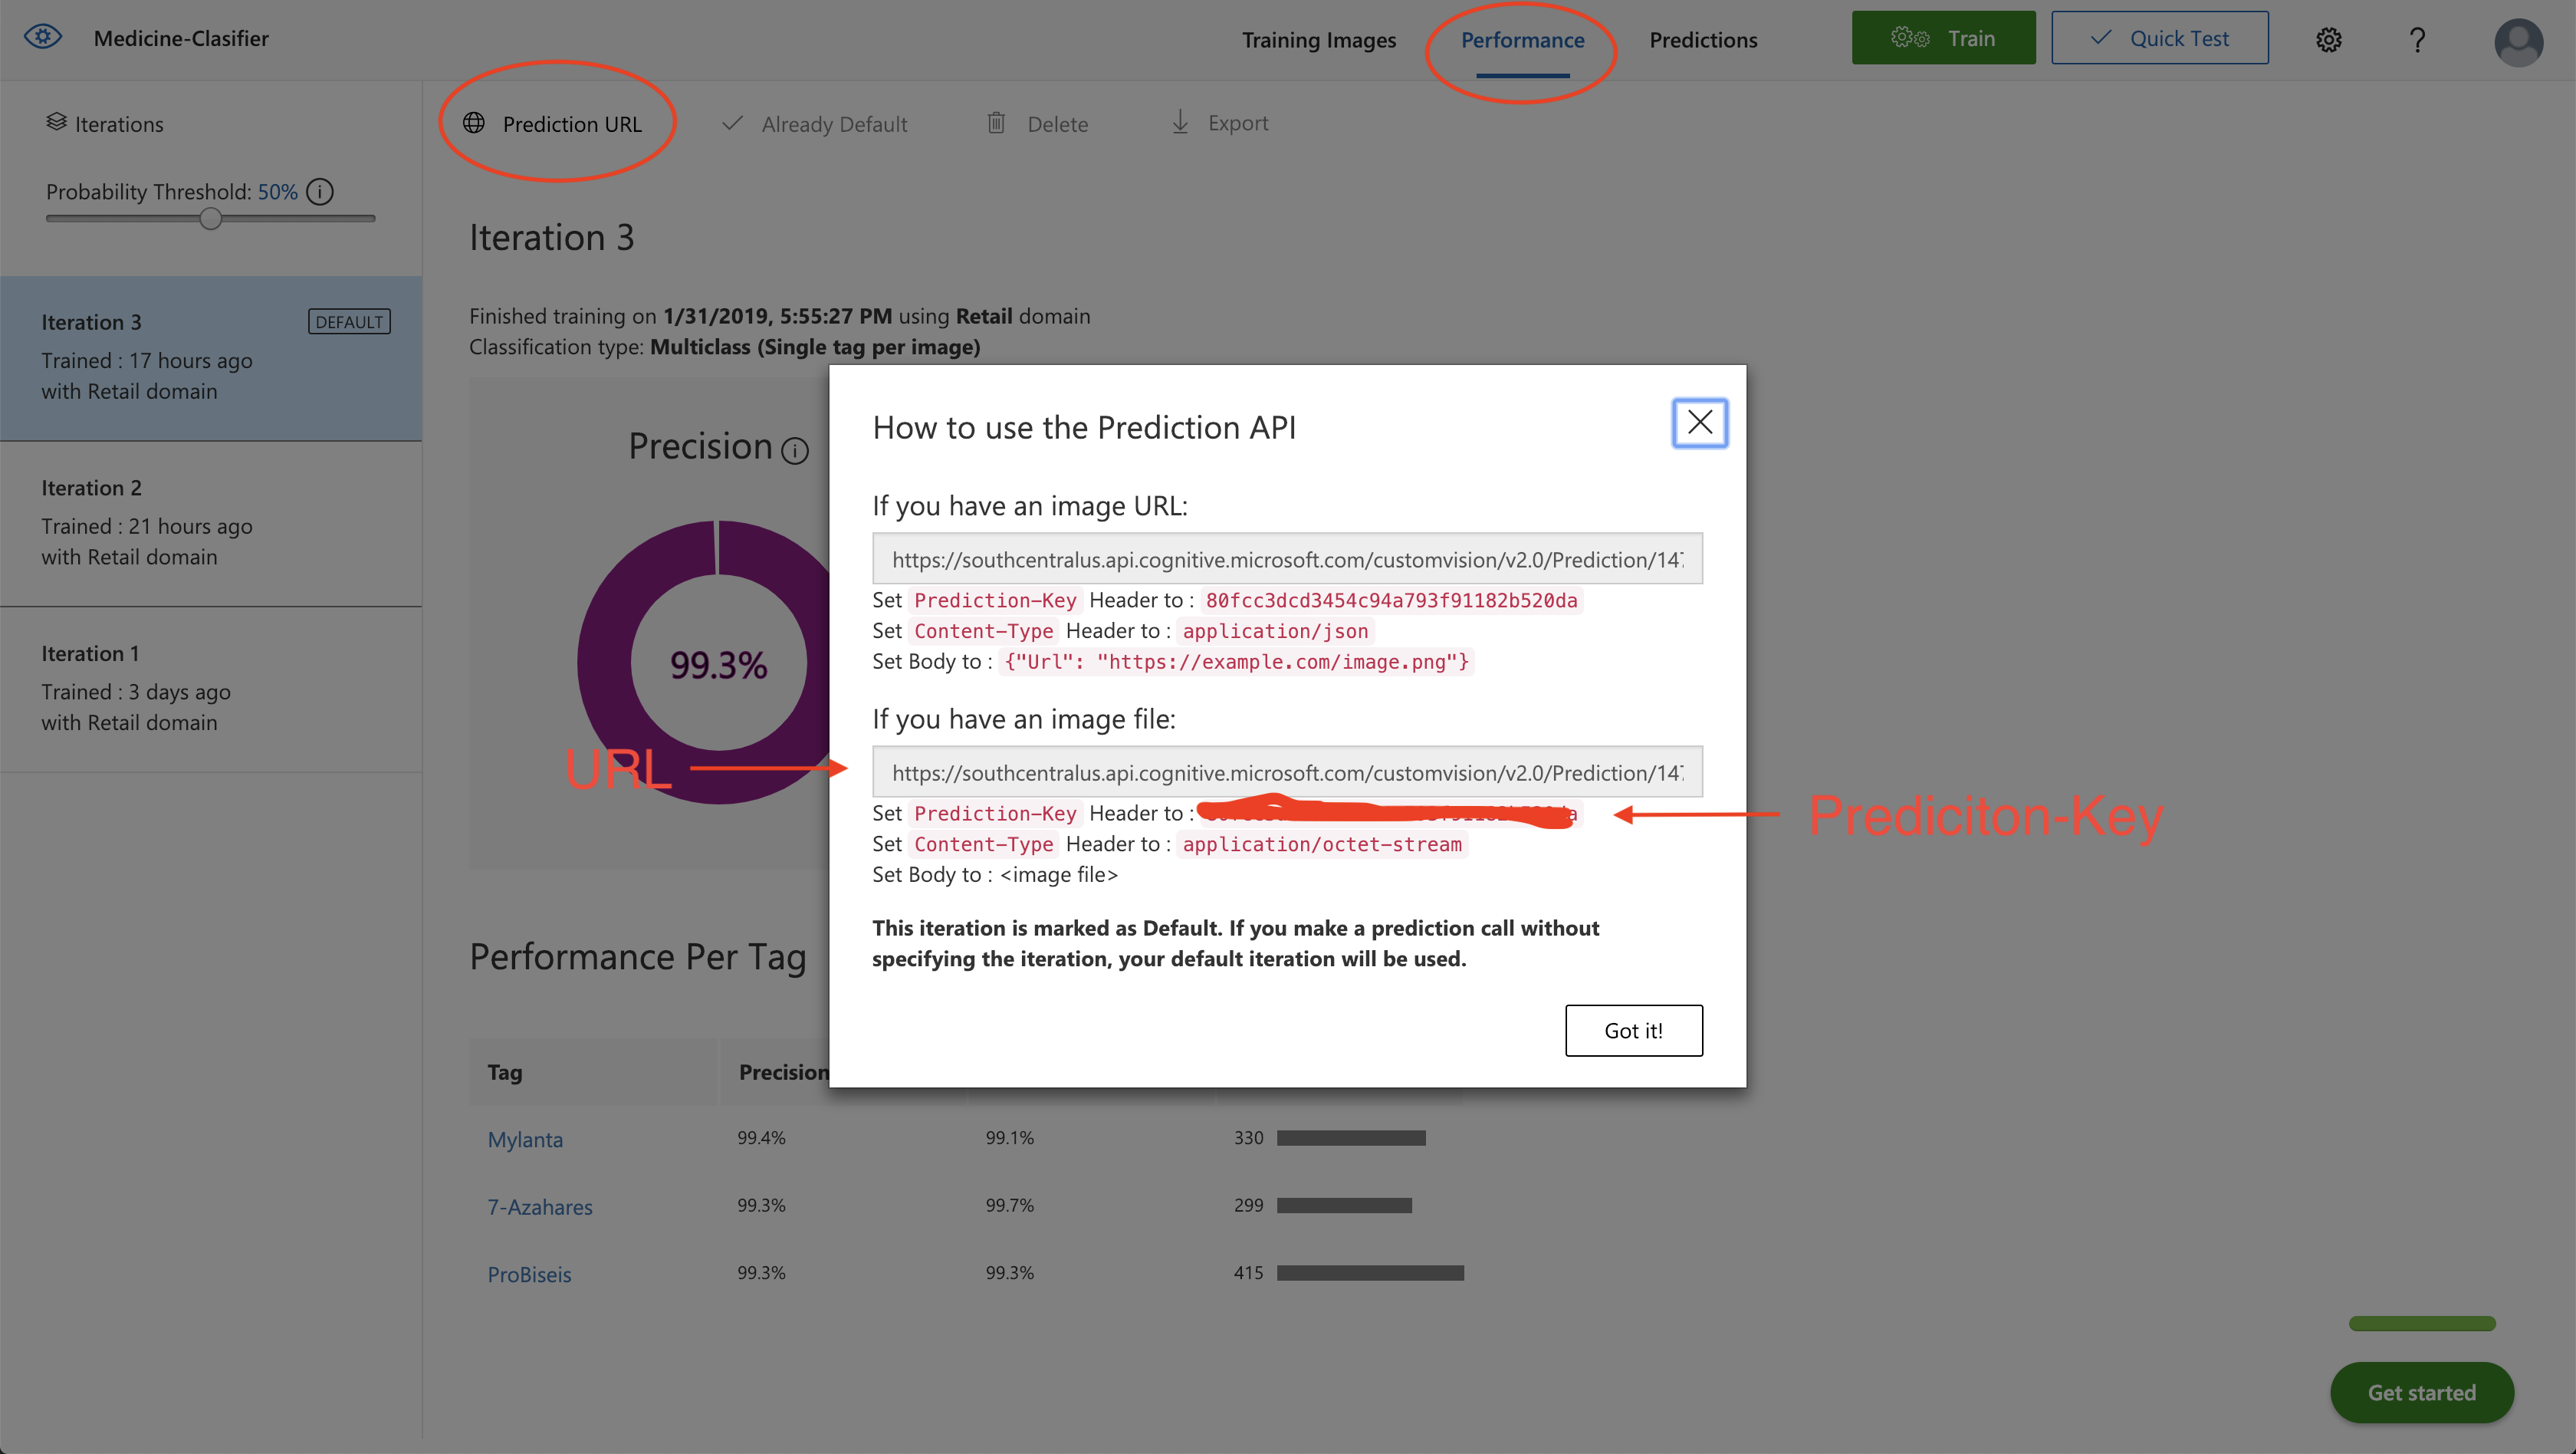 Medicine-Clasifier
Training Images
Performance
Predictions
Train
Quick Test
?
Iterations
Prediction URL
Already Default
Delete
Export
Probability Threshold: 50%
Iteration 3
DEFAULT
Trained : 17 hours ago
with Retail domain
Iteration 2
Trained : 21 hours ago
with Retail domain
Iteration 1
Trained : 3 days ago
with Retail domain
Iteration 3
Finished training on 1/31/2019, 5:55:27 PM using Retail domain
Classification type: Multiclass (Single tag per image)
Precision
99.3%
How to use the Prediction API
If you have an image URL:
https://southcentralus.api.cognitive.microsoft.com/customvision/v2.0/Prediction/147
Set Prediction-Key Header to : 80fcc3dcd3454c94a793f91182b520da
Set Content-Type Header to : application/json
Set Body to : {"Url": "https://example.com/image.png"}
If you have an image file:
URL
https://southcentralus.api.cognitive.microsoft.com/customvision/v2.0/Prediction/147
Set Prediction-Key Header to :
Prediciton-Key
Set Content-Type Header to : application/octet-stream
Set Body to : <image file>
This iteration is marked as Default. If you make a prediction call without
specifying the iteration, your default iteration will be used.
Got it!
Performance Per Tag
Tag
Precision
Mylanta 99.4% 99.1% 330
7-Azahares 99.3% 99.7% 299
ProBiseis 99.3% 99.3% 415
Get started